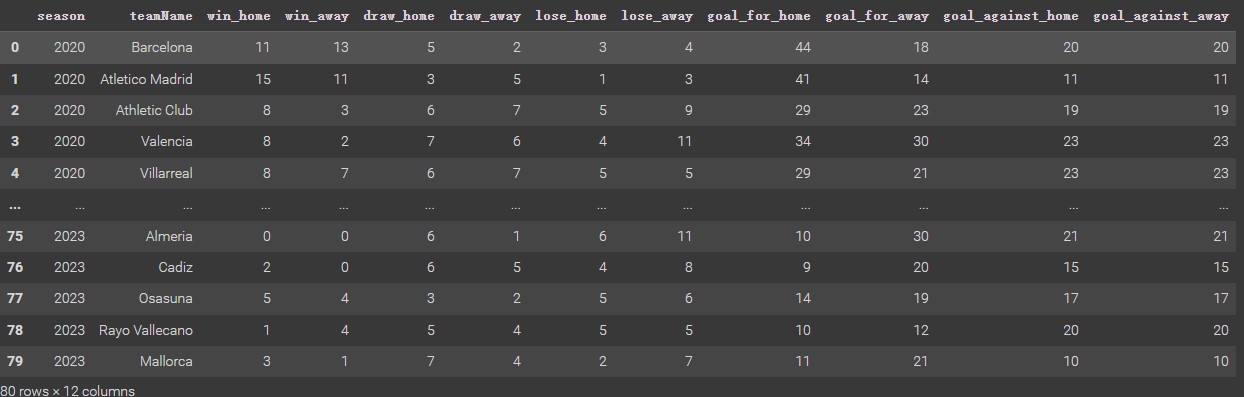 season teamName win_home win_away draw_home draw_away lose_home lose_away goal_for_home goal_for_away goal_against_home goal_against_away
0 2020 Barcelona 11 13 5 2 3 4 44 18 20 20
1 2020 Atletico Madrid 15 11 3 5 1 3 41 14 11 11
2 2020 Athletic Club 8 3 6 7 5 9 29 23 19 19
3 2020 Valencia 8 2 7 6 4 11 34 30 23 23
4 2020 Villarreal 8 7 6 7 5 5 29 21 23 23
... ... ... ... ... ... ... ... ... ... ... ... ...
75 2023 Almeria 0 0 6 1 6 11 10 30 21 21
76 2023 Cadiz 2 0 6 5 4 8 9 20 15 15
77 2023 Osasuna 5 4 3 2 5 6 14 19 17 17
78 2023 Rayo Vallecano 1 4 5 4 5 5 10 12 20 20
79 2023 Mallorca 3 1 7 4 2 7 11 21 10 10
80 rows × 12 columns